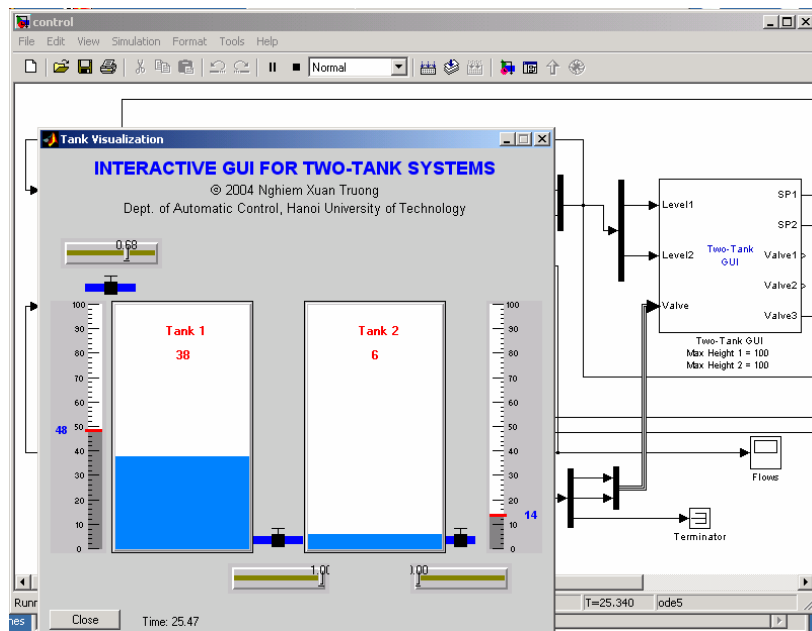 control
File Edit View Simulation Format Tools Help
Normal
Tank Visualization
INTERACTIVE GUI FOR TWO-TANK SYSTEMS
© 2004 Nghiem Xuan Truong
Dept. of Automatic Control, Hanoi University of Technology
0.68
100
90
80
70
60
50
40
30
20
10
0
48
Tank 1
38
Tank 2
6
100
90
80
70
60
50
40
30
20
10
0
14
Close
Time: 25.47
Level1
Level2
Valve
Two-Tank
GUI
SP1
SP2
Valve1
Valve2
Valve3
Two-Tank GUI
Max Height 1 = 100
Max Height 2 = 100
Flows
Terminator
T=25.340 ode5